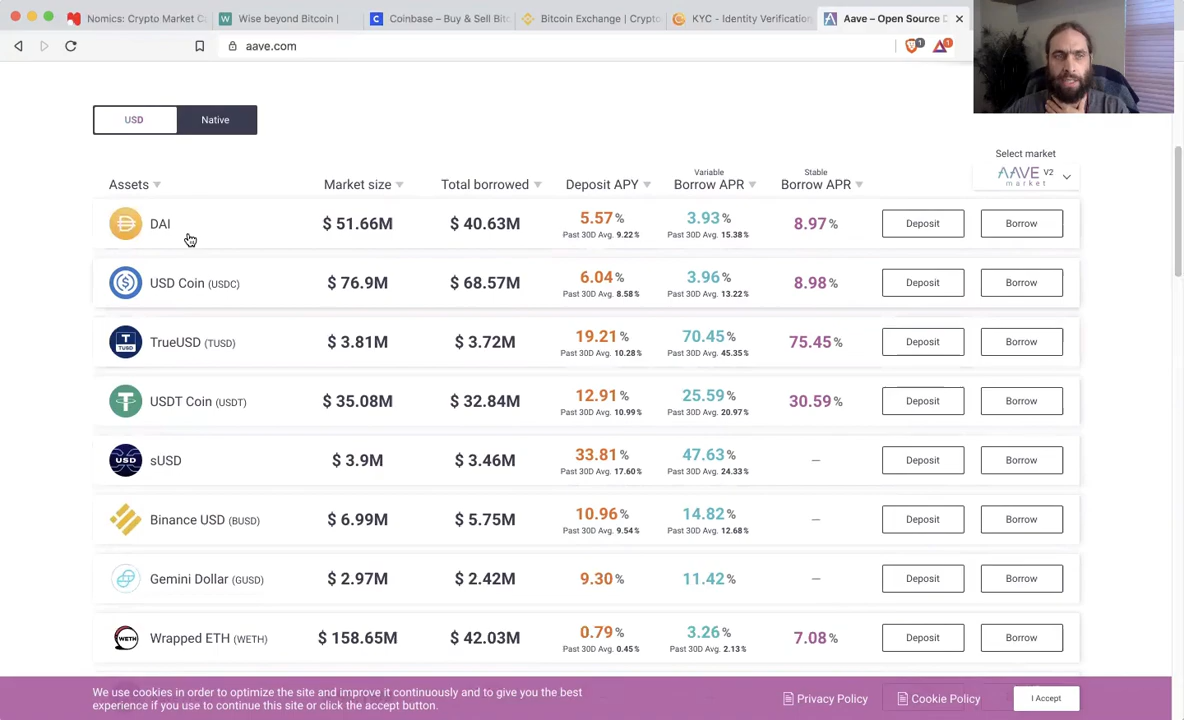 Nomics: Crypto Market Ca
Wise beyond Bitcoin |
Coinbase – Buy & Sell Bit
Bitcoin Exchange | Crypto
KYC - Identity Verification
Aave – Open Source D
aave.com
1
1
USD
Native
Select market
AAVE V2
market
Assets
Market size
Total borrowed
Deposit APY
Variable
Borrow APR
Stable
Borrow APR
DAI
$ 51.66M
$ 40.63M
5.57 %
Past 30D Avg. 9.22 %
3.93 %
Past 30D Avg. 15.38 %
8.97 %
Deposit
Borrow
USD Coin (USDC)
$ 76.9M
$ 68.57M
6.04 %
Past 30D Avg. 8.58 %
3.96 %
Past 30D Avg. 13.22 %
8.98 %
Deposit
Borrow
TUSD
TrueUSD (TUSD)
$ 3.81M
$ 3.72M
19.21 %
Past 30D Avg. 10.28 %
70.45 %
Past 30D Avg. 45.35 %
75.45 %
Deposit
Borrow
USDT Coin (USDT)
$ 35.08M
$ 32.84M
12.91 %
Past 30D Avg. 10.99 %
25.59 %
Past 30D Avg. 20.97 %
30.59 %
Deposit
Borrow
USD
sUSD
$ 3.9M
$ 3.46M
33.81 %
Past 30D Avg. 17.60 %
47.63 %
Past 30D Avg. 24.33 %
—
Deposit
Borrow
Binance USD (BUSD)
$ 6.99M
$ 5.75M
10.96 %
Past 30D Avg. 9.54 %
14.82 %
Past 30D Avg. 12.68 %
—
Deposit
Borrow
Gemini Dollar (GUSD)
$ 2.97M
$ 2.42M
9.30 %
11.42 %
—
Deposit
Borrow
WETH
Wrapped ETH (WETH)
$ 158.65M
$ 42.03M
0.79 %
Past 30D Avg. 0.45 %
3.26 %
Past 30D Avg. 2.13 %
7.08 %
Deposit
Borrow
We use cookies in order to optimize the site and improve it continuously and to give you the best
experience if you use to continue this site or click the accept button.
Privacy Policy
Cookie Policy
I Accept